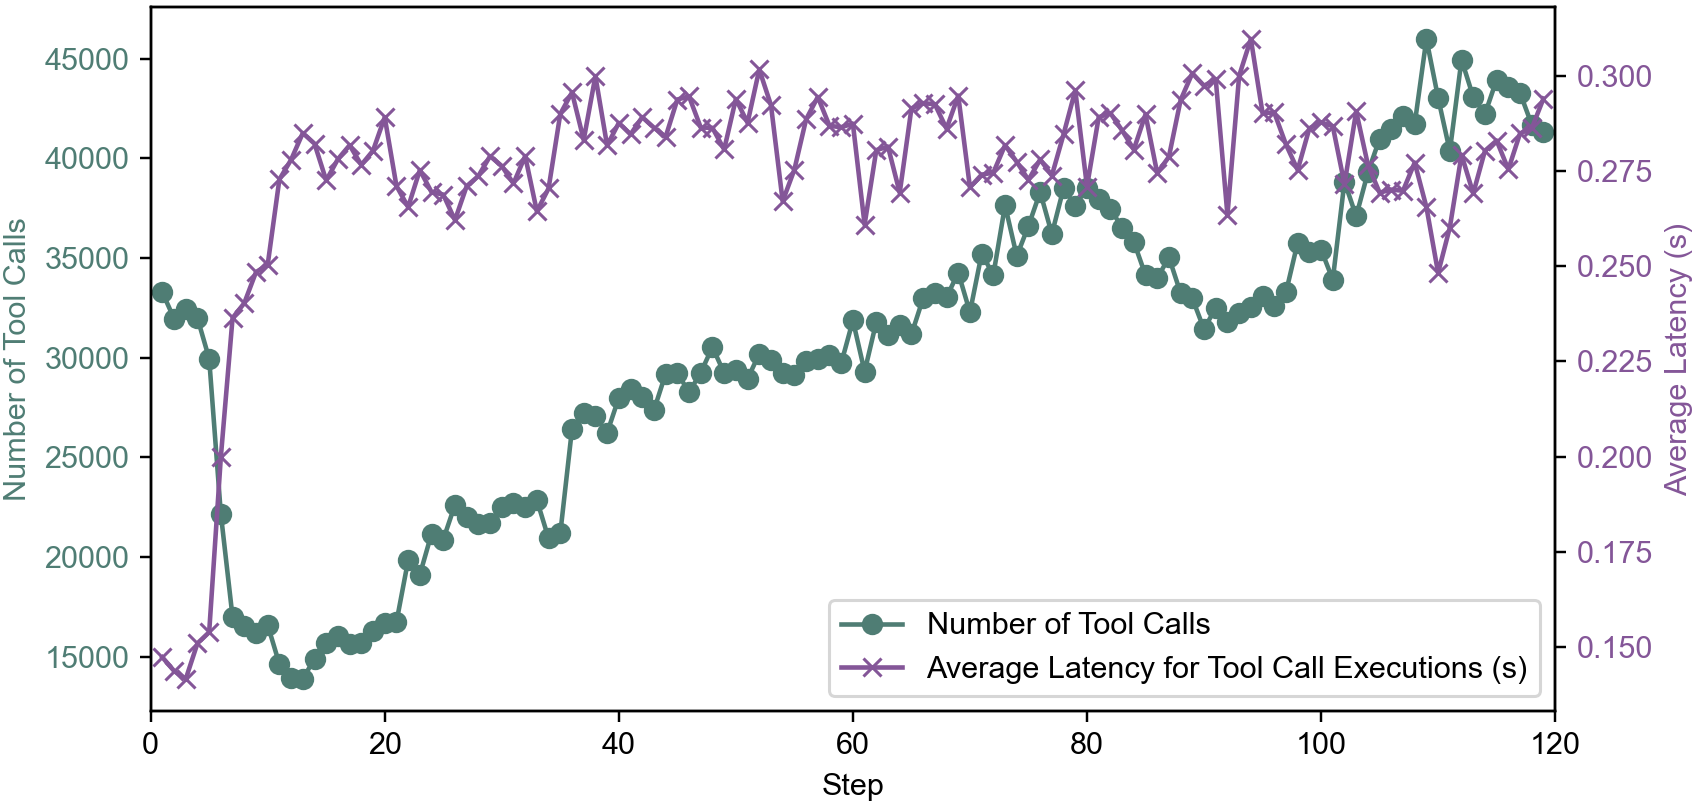 Number of Tool Calls
45000
40000
35000
30000
25000
20000
15000
0.300
0.275
0.250
0.225
0.200
0.175
0.150
Average Latency (s)
Number of Tool Calls
Average Latency for Tool Call Executions (s)
0 20 40 60 80 100 120
Step